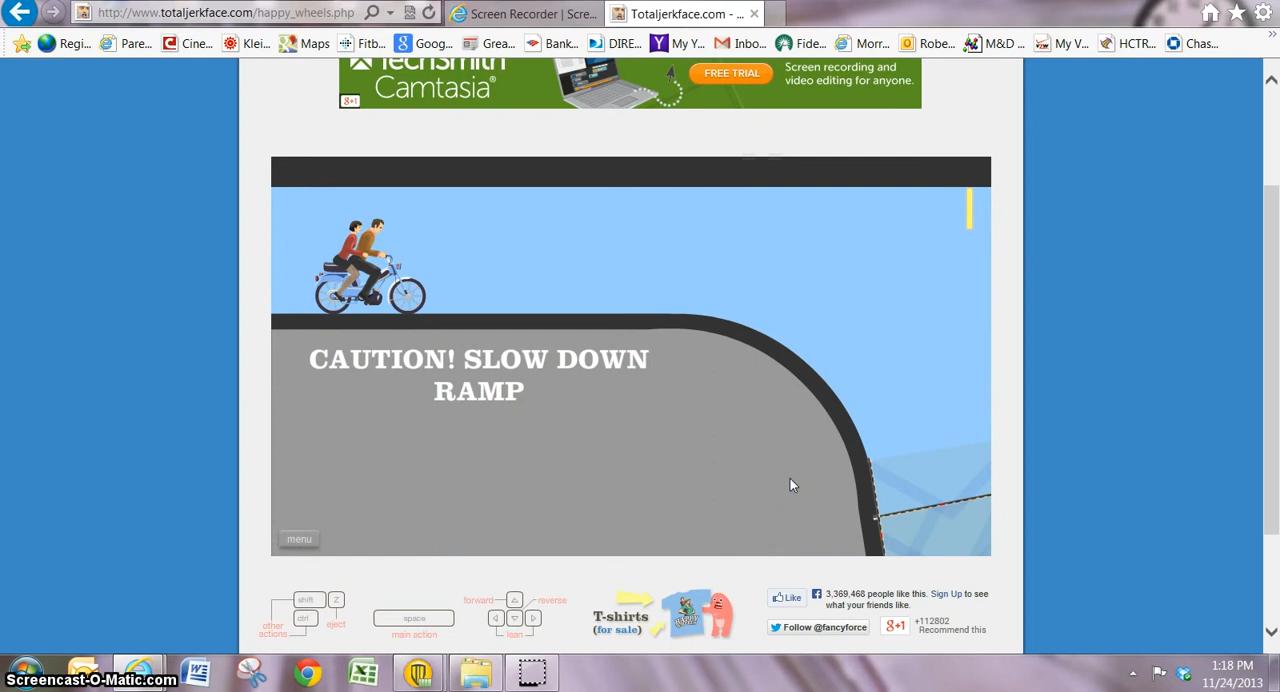 http://www.totaljerkface.com/happy_wheels.php
Screen Recorder | Scre...
Totaljerkface.com - ...
Regi...
Pare...
Cine...
Klei...
Maps
Fitb...
Goog...
Grea...
Bank...
DIRE...
My Y...
Inbo...
Fide...
Morr...
Robe...
M&D ...
My V...
HCTR...
Chas...
TechSmith
Camtasia®
FREE TRIAL
Screen recording and
video editing for anyone.
g+1
CAUTION! SLOW DOWN
RAMP
menu
shift
Z
ctrl
eject
other
actions
space
main action
forward
reverse
lean
T-shirts
(for sale)
Like
3,369,468 people like this. Sign Up to see
what your friends like.
Follow @fancyforce
g+1
+112802
Recommend this
Screencast-O-Matic.com
1:18 PM
11/24/2013